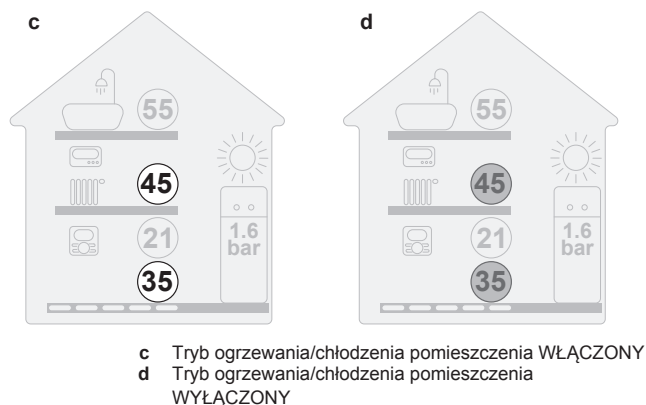 c
d
55
55
45
45
21
1.6
21
1.6
bar
bar
35
35
c Tryb ogrzewania/chłodzenia pomieszczenia WŁĄCZONY
d Tryb ogrzewania/chłodzenia pomieszczenia
WYŁĄCZONY